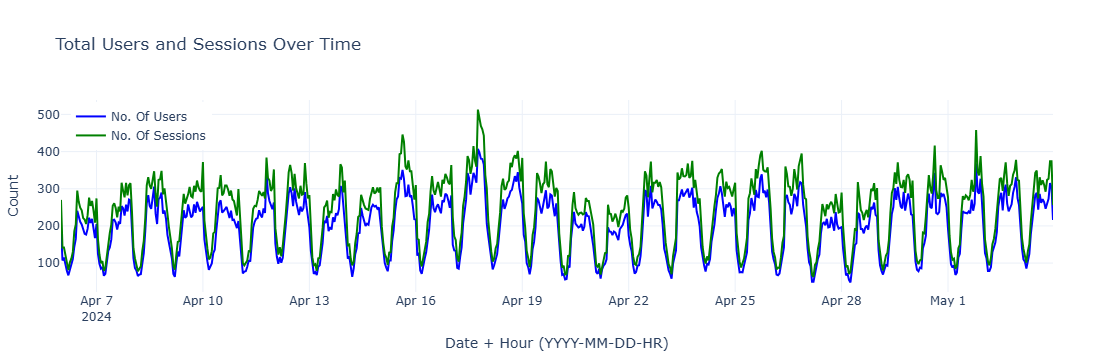 Total Users and Sessions Over Time
No. Of Users
No. Of Sessions
500
400
300
200
100
Count
Apr 7 Apr 10 Apr 13 Apr 16 Apr 19 Apr 22 Apr 25 Apr 28 May 1
2024
Date + Hour (YYYY-MM-DD-HR)